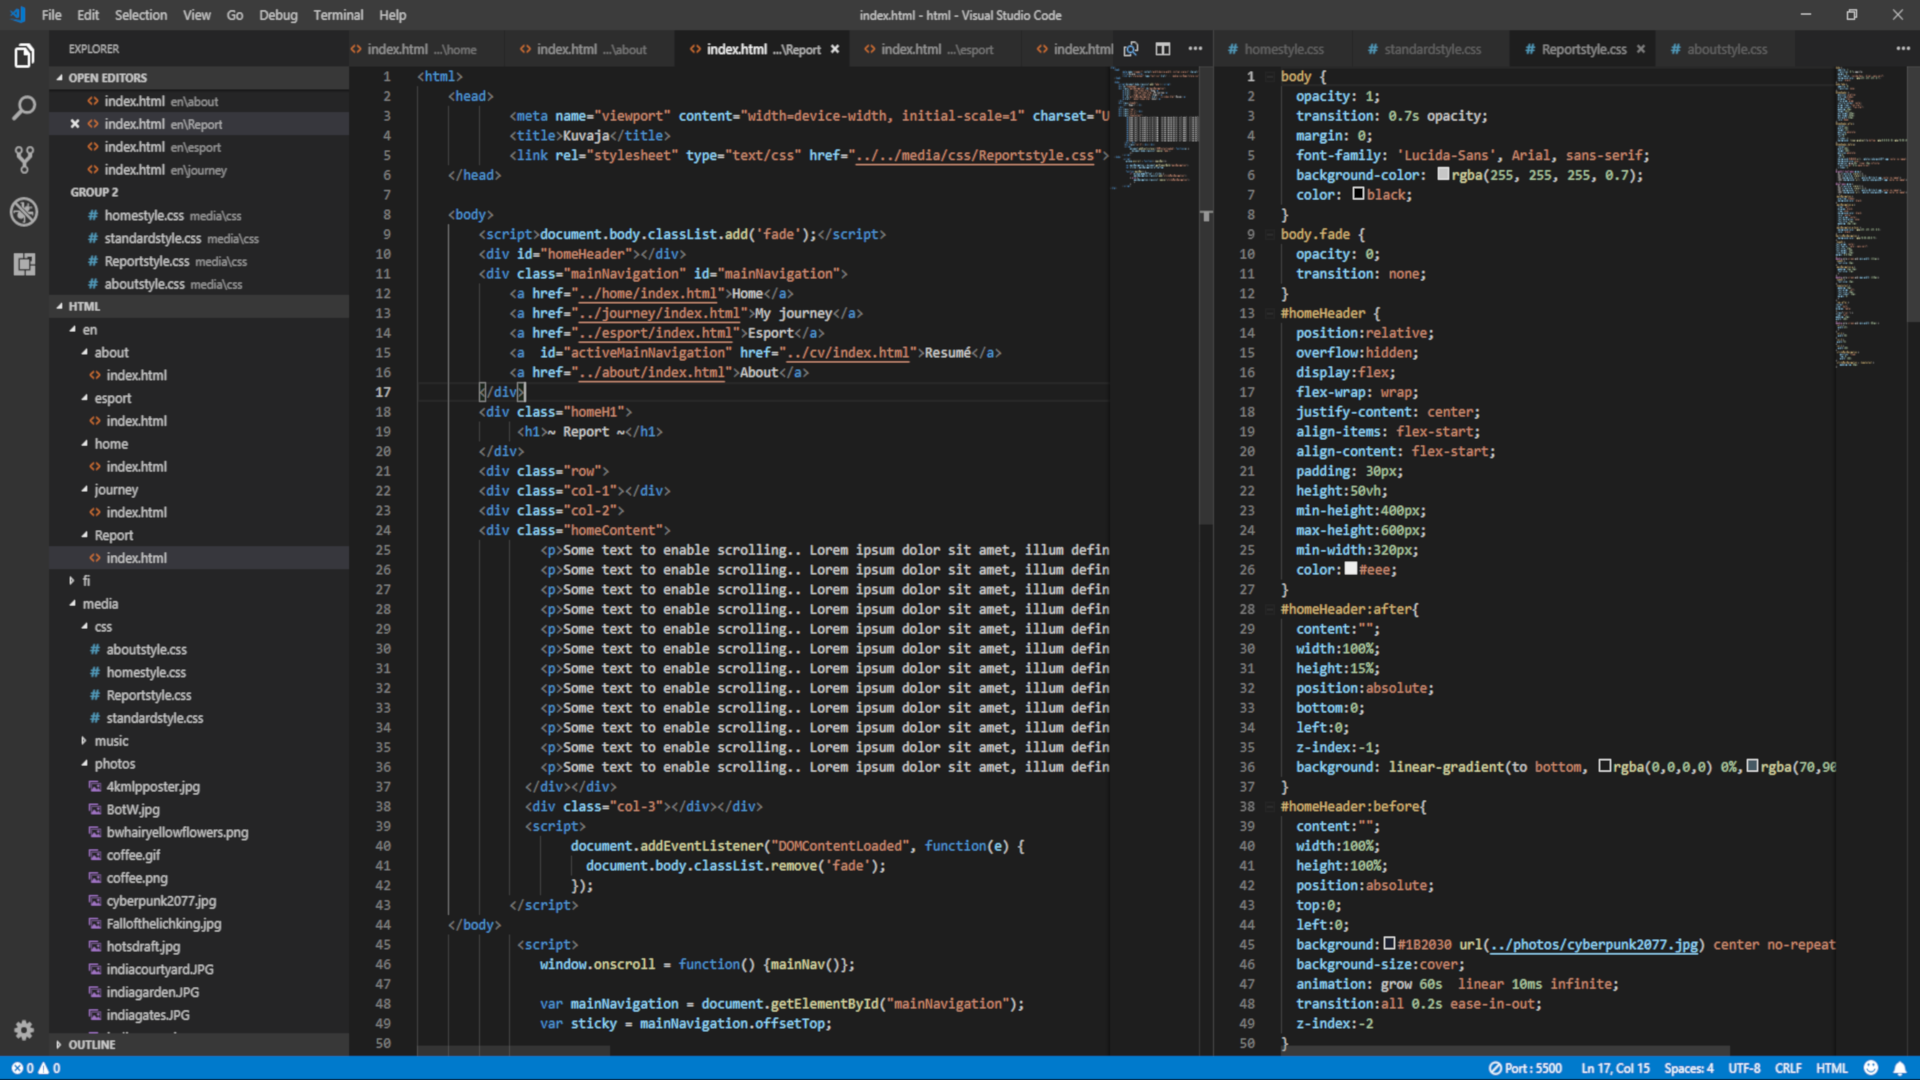 File Edit Selection View Go Debug Terminal Help
index.html - html - Visual Studio Code
EXPLORER
OPEN EDITORS
index.html en\about
index.html en\Report
index.html en\esport
index.html en\journey
GROUP 2
# homestyle.css media\css
# standardstyle.css media\css
# Reportstyle.css media\css
# aboutstyle.css media\css
HTML
en
about
index.html
esport
index.html
home
index.html
journey
index.html
Report
index.html
fi
media
css
# aboutstyle.css
# homestyle.css
# Reportstyle.css
# standardstyle.css
music
photos
4kmlpposter.jpg
BotW.jpg
bwhairyellowflowers.png
coffee.gif
coffee.png
cyberpunk2077.jpg
Fallofthelichking.jpg
hotsdraft.jpg
indiacourtyard.JPG
indiagarden.JPG
indiagates.JPG
OUTLINE
index.html ...\home
index.html ...\about
index.html ...\Report
index.html ...\esport
index.html
1 <html>
2 <head>
3 <meta name="viewport" content="width=device-width, initial-scale=1" charset="U
4 <title>Kuvaja</title>
5 <link rel="stylesheet" type="text/css" href="../../media/css/Reportstyle.css">
6 </head>
7
8 <body>
9 <script>document.body.classList.add('fade');</script>
10 <div id="homeHeader"></div>
11 <div class="mainNavigation" id="mainNavigation">
12 <a href="../home/index.html">Home</a>
13 <a href="../journey/index.html">My journey</a>
14 <a href="../esport/index.html">Esport</a>
15 <a  id="activeMainNavigation" href="../cv/index.html">Resumé</a>
16 <a href="../about/index.html">About</a>
17 </div>
18 <div class="homeH1">
19 <h1>~ Report ~</h1>
20 </div>
21 <div class="row">
22 <div class="col-1"></div>
23 <div class="col-2">
24 <div class="homeContent">
25 <p>Some text to enable scrolling.. Lorem ipsum dolor sit amet, illum defin
26 <p>Some text to enable scrolling.. Lorem ipsum dolor sit amet, illum defin
27 <p>Some text to enable scrolling.. Lorem ipsum dolor sit amet, illum defin
28 <p>Some text to enable scrolling.. Lorem ipsum dolor sit amet, illum defin
29 <p>Some text to enable scrolling.. Lorem ipsum dolor sit amet, illum defin
30 <p>Some text to enable scrolling.. Lorem ipsum dolor sit amet, illum defin
31 <p>Some text to enable scrolling.. Lorem ipsum dolor sit amet, illum defin
32 <p>Some text to enable scrolling.. Lorem ipsum dolor sit amet, illum defin
33 <p>Some text to enable scrolling.. Lorem ipsum dolor sit amet, illum defin
34 <p>Some text to enable scrolling.. Lorem ipsum dolor sit amet, illum defin
35 <p>Some text to enable scrolling.. Lorem ipsum dolor sit amet, illum defin
36 <p>Some text to enable scrolling.. Lorem ipsum dolor sit amet, illum defin
37 </div></div>
38 <div class="col-3"></div></div>
39 <script>
40 document.addEventListener("DOMContentLoaded", function(e) {
41 document.body.classList.remove('fade');
42 });
43 </script>
44 </body>
45 <script>
46 window.onscroll = function() {mainNav()};
47
48 var mainNavigation = document.getElementById("mainNavigation");
49 var sticky = mainNavigation.offsetTop;
50
# homestyle.css
# standardstyle.css
# Reportstyle.css
# aboutstyle.css
1 body {
2 opacity: 1;
3 transition: 0.7s opacity;
4 margin: 0;
5 font-family: 'Lucida-Sans', Arial, sans-serif;
6 background-color: rgba(255, 255, 255, 0.7);
7 color: black;
8 }
9 body.fade {
10 opacity: 0;
11 transition: none;
12 }
13 #homeHeader {
14 position:relative;
15 overflow:hidden;
16 display:flex;
17 flex-wrap: wrap;
18 justify-content: center;
19 align-items: flex-start;
20 align-content: flex-start;
21 padding: 30px;
22 height:50vh;
23 min-height:400px;
24 max-height:600px;
25 min-width:320px;
26 color:#eee;
27 }
28 #homeHeader:after{
29 content:"";
30 width:100%;
31 height:15%;
32 position:absolute;
33 bottom:0;
34 left:0;
35 z-index:-1;
36 background: linear-gradient(to bottom, rgba(0,0,0,0) 0%,rgba(70,90
37 }
38 #homeHeader:before{
39 content:"";
40 width:100%;
41 height:100%;
42 position:absolute;
43 top:0;
44 left:0;
45 background:#1B2030 url(../photos/cyberpunk2077.jpg) center no-repeat
46 background-size:cover;
47 animation: grow 60s  linear 10ms infinite;
48 transition:all 0.2s ease-in-out;
49 z-index:-2
50 }
0 0
Port : 5500 Ln 17, Col 15 Spaces: 4 UTF-8 CRLF HTML